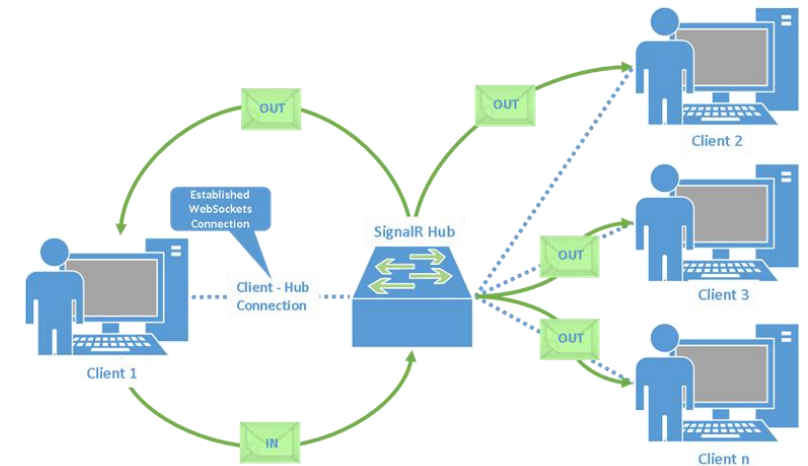 OUT
OUT
Client 2
Established
WebSockets
Connection
SignalR Hub
OUT
Client - Hub
Connection
Client 3
OUT
Client 1
IN
Client n